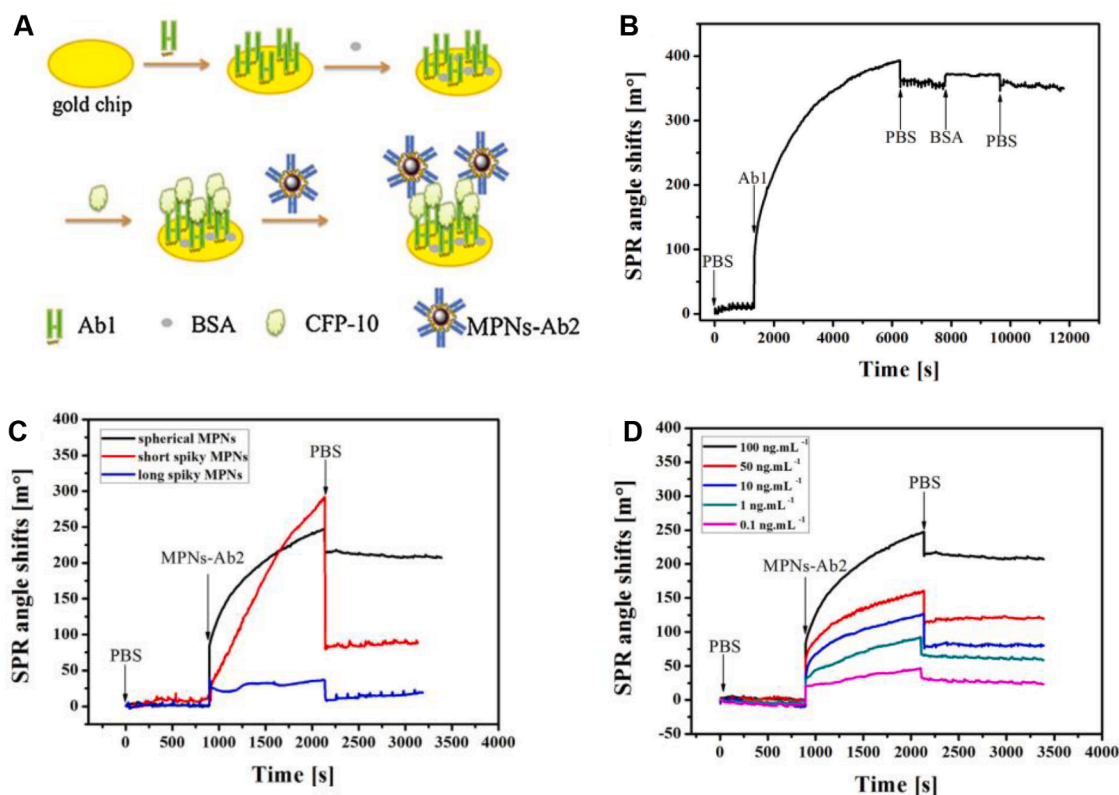 A
gold chip
Ab1
BSA
CFP-10
MPNs-Ab2
B
SPR angle shifts [m°]
400
300
200
100
0
PBS
Ab1
PBS
BSA
PBS
0
2000
4000
6000
8000
10000
12000
Time [s]
C
SPR angle shifts [m°]
400
350
300
250
200
150
100
50
0
spherical MPNs
short spiky MPNs
long spiky MPNs
PBS
MPNs-Ab2
PBS
0
500
1000
1500
2000
2500
3000
3500
4000
Time [s]
D
SPR angle shifts [m°]
400
350
300
250
200
150
100
50
0
-50
100 ng.mL⁻¹
50 ng.mL⁻¹
10 ng.mL⁻¹
1 ng.mL⁻¹
0.1 ng.mL⁻¹
PBS
MPNs-Ab2
PBS
0
500
1000
1500
2000
2500
3000
3500
4000
Time [s]